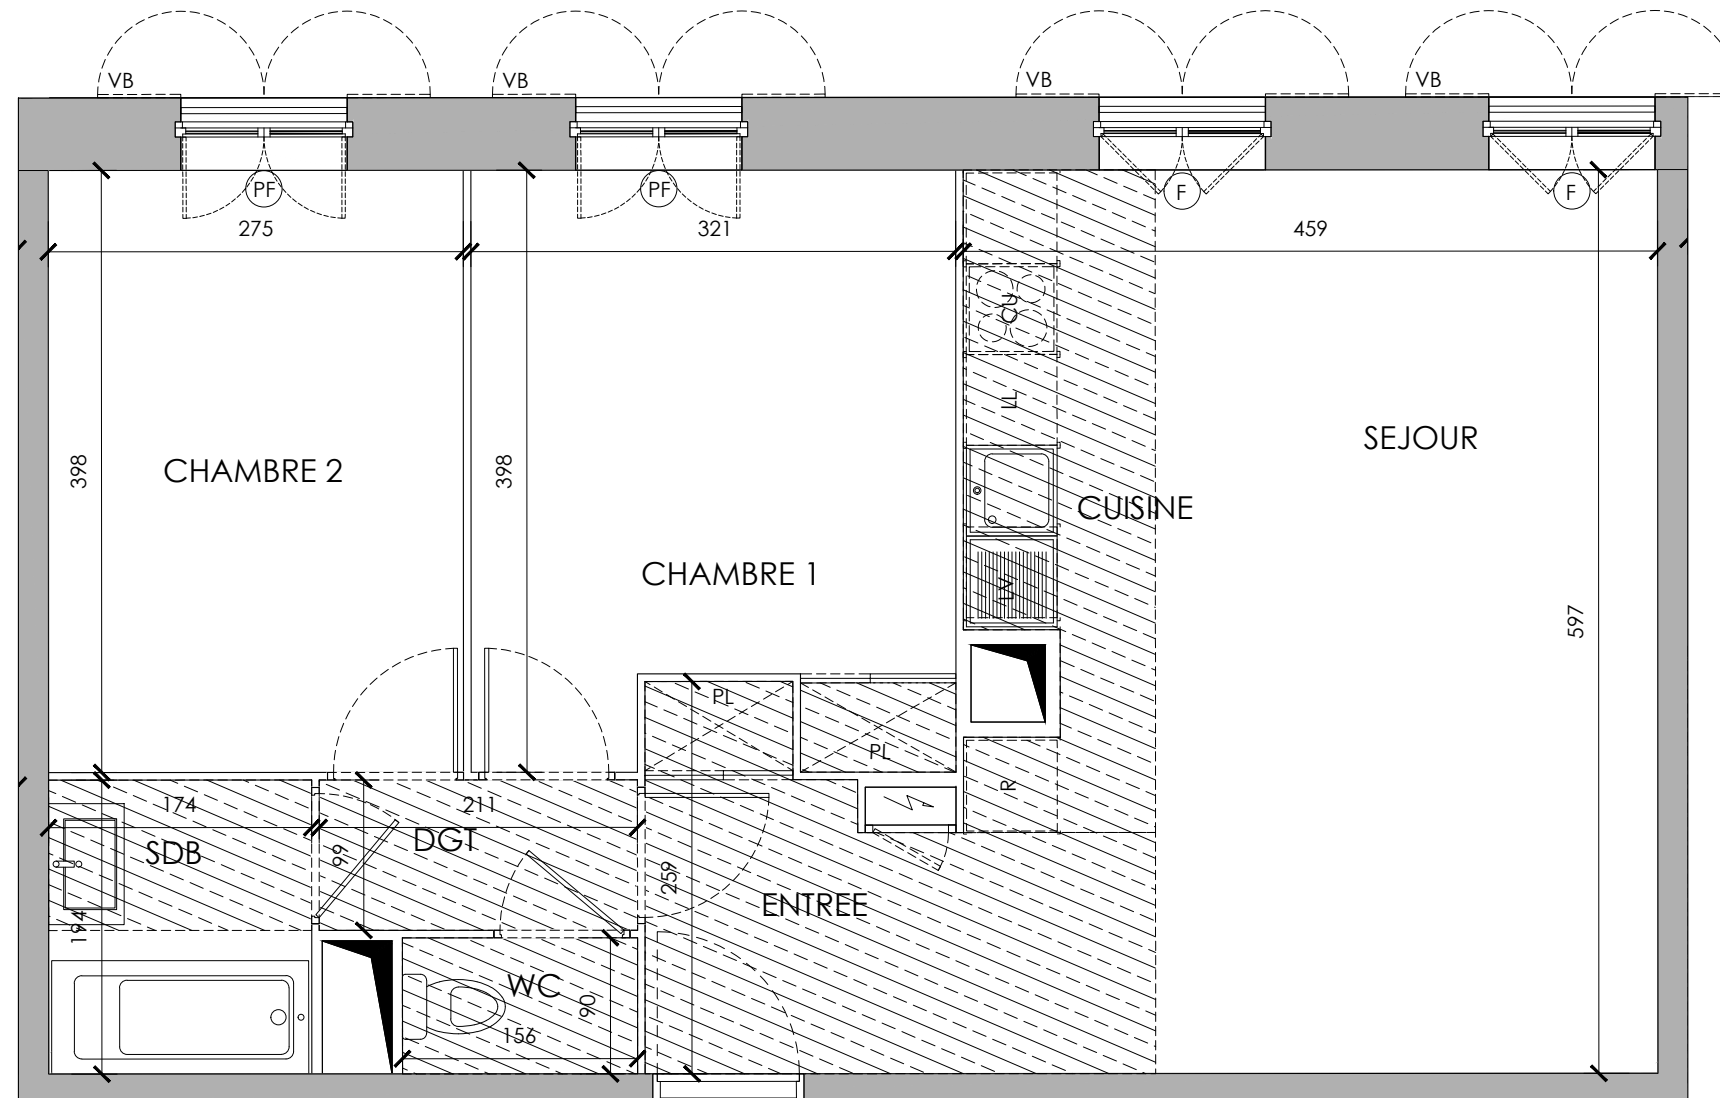 VB
VB
VB
VB
PF
PF
F
F
275
321
459
CU
LL
398
398
SEJOUR
CHAMBRE 2
CUISINE
CHAMBRE 1
LV
597
PL
PL
R
174
211
SDB
99
DGT
259
ENTREE
194
WC
90
156